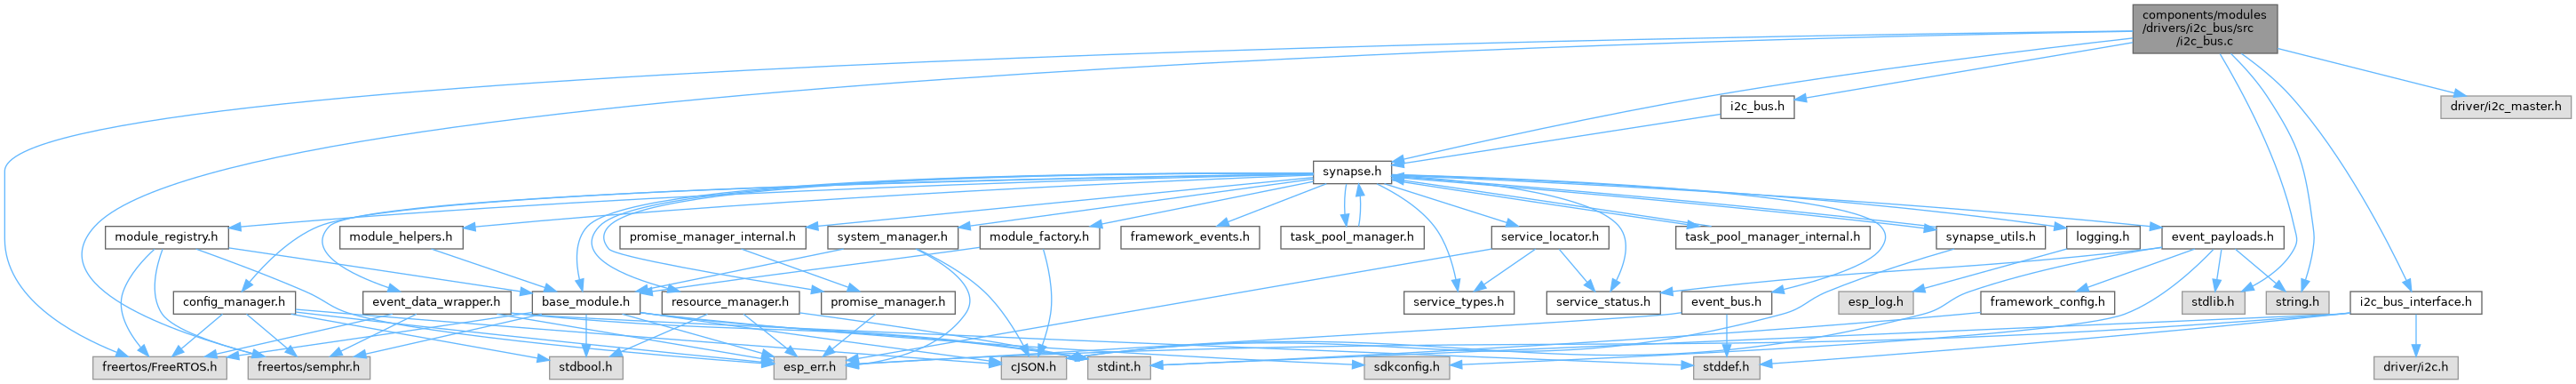 components/modules
/drivers/i2c_bus/src
/i2c_bus.c
i2c_bus.h
driver/i2c_master.h
synapse.h
module_registry.h
module_helpers.h
promise_manager_internal.h
system_manager.h
module_factory.h
framework_events.h
task_pool_manager.h
service_locator.h
task_pool_manager_internal.h
synapse_utils.h
logging.h
event_payloads.h
config_manager.h
event_data_wrapper.h
base_module.h
resource_manager.h
promise_manager.h
service_types.h
service_status.h
event_bus.h
esp_log.h
framework_config.h
stdlib.h
string.h
i2c_bus_interface.h
freertos/FreeRTOS.h
freertos/semphr.h
stdbool.h
esp_err.h
cJSON.h
stdint.h
sdkconfig.h
stddef.h
driver/i2c.h